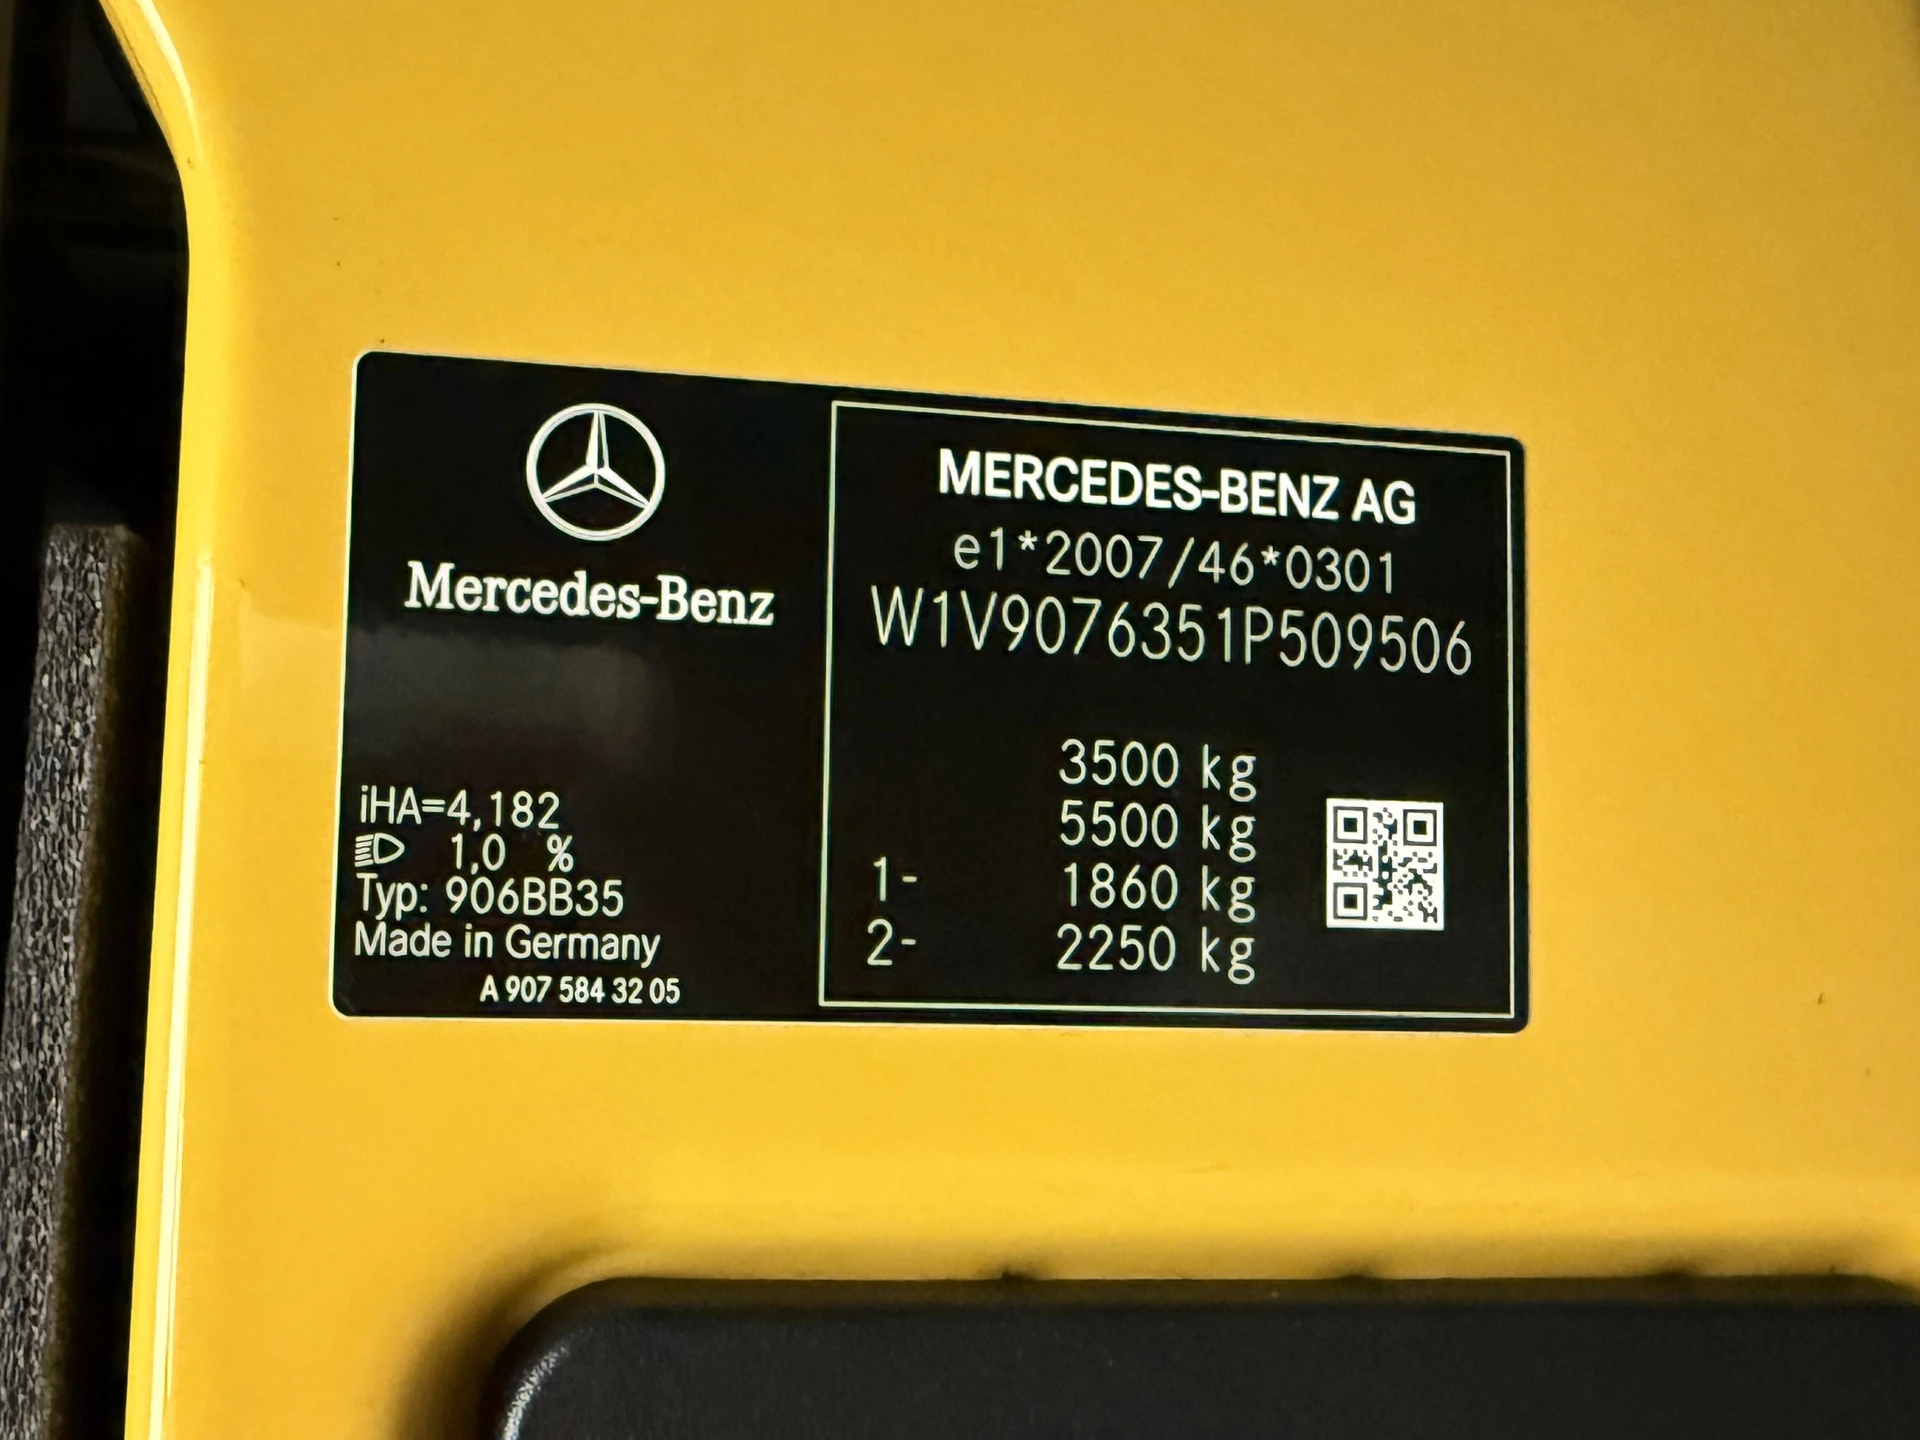 Mercedes-Benz
iHA=4,182
1,0 %
Typ: 906BB35
Made in Germany
A 907 584 32 05
MERCEDES-BENZ AG
e1*2007/46*0301
W1V9076351P509506
3500 kg
5500 kg
1- 1860 kg
2- 2250 kg